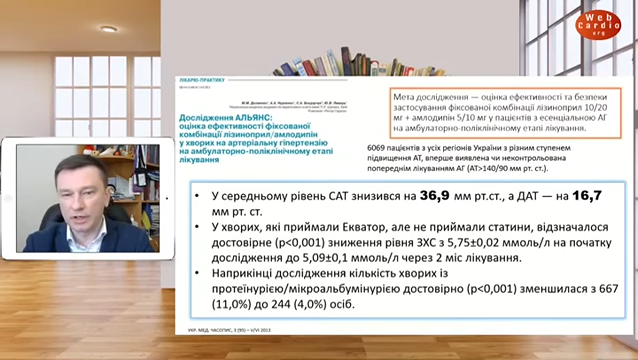 Web
Cardio
org
ЛІКАРЮ-ПРАКТИКУ
Дослідження АЛЬЯНС:
оцінка ефективності фіксованої
комбінації лізиноприл/амлодипін
у хворих на артеріальну гіпертензію
на амбулаторно-поліклінічному етапі
лікування
Мета дослідження — оцінка ефективності та безпеки
застосування фіксованої комбінації лізиноприл 10/20
мг + амлодипін 5/10 мг у пацієнтів з есенціальною АГ
на амбулаторно-поліклінічному етапі лікування.
6069 пацієнтів з усіх регіонів України з різним ступенем
підвищення АТ, вперше виявлена чи неконтрольована
попереднім лікуванням АГ (АТ>140/90 мм рт. ст.).
• У середньому рівень САТ знизився на 36,9 мм рт.ст., а ДАТ — на 16,7
мм рт. ст.
• У хворих, які приймали Екватор, але не приймали статини, відзначалося
достовірне (р<0,001) зниження рівня ЗХС з 5,75±0,02 ммоль/л на початку
дослідження до 5,09±0,1 ммоль/л через 2 міс лікування.
• Наприкінці дослідження кількість хворих із
протеїнурією/мікроальбумінурією достовірно (р<0,001) зменшилася з 667
(11,0%) до 244 (4,0%) осіб.
УКР. МЕД. ЧАСОПИС, 3 (95) – V/VI 2013